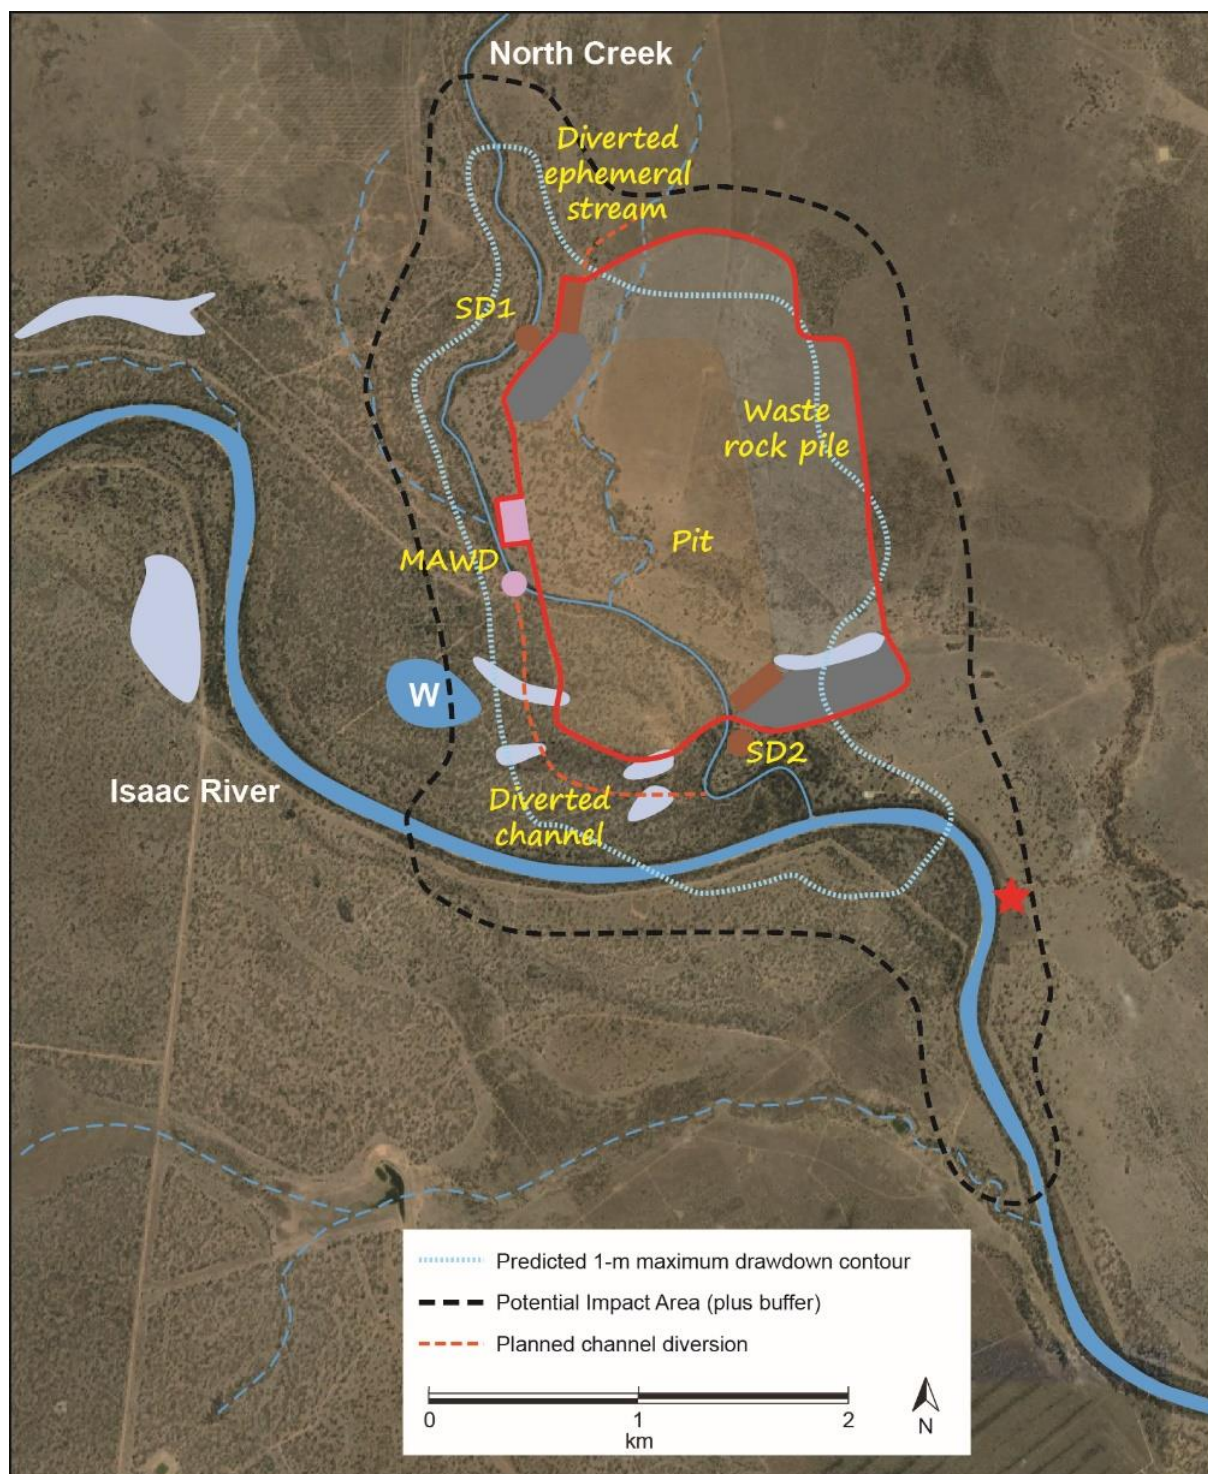 North Creek
Diverted
ephemeral
stream
SD1
Waste
rock pile
Pit
MAWD
W
SD2
Isaac River
Diverted
channel
Predicted 1-m maximum drawdown contour
Potential Impact Area (plus buffer)
Planned channel diversion
0 1 2
km
N